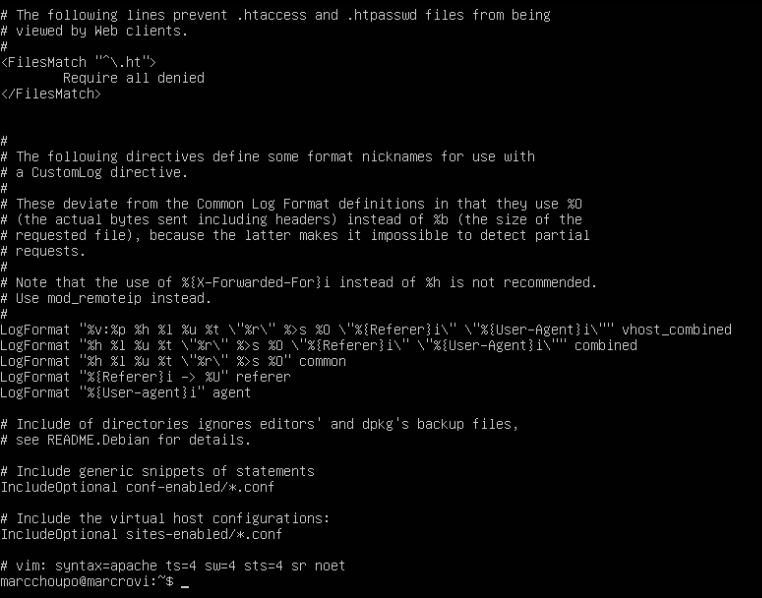 # The following lines prevent .htaccess and .htpasswd files from being
# viewed by Web clients.
#
<FilesMatch "^\.ht">
        Require all denied
</FilesMatch>
#
# The following directives define some format nicknames for use with
# a CustomLog directive.
#
# These deviate from the Common Log Format definitions in that they use %O
# (the actual bytes sent including headers) instead of %b (the size of the
# requested file), because the latter makes it impossible to detect partial
# requests.
#
# Note that the use of %{X-Forwarded-For}i instead of %h is not recommended.
# Use mod_remoteip instead.
#
LogFormat "%v:%p %h %l %u %t \"%r\" %>s %O \"%{Referer}i\" \"%{User-Agent}i\"" vhost_combined
LogFormat "%h %l %u %t \"%r\" %>s %O \"%{Referer}i\" \"%{User-Agent}i\"" combined
LogFormat "%h %l %u %t \"%r\" %>s %O" common
LogFormat "%{Referer}i -> %U" referer
LogFormat "%{User-agent}i" agent
# Include of directories ignores editors' and dpkg's backup files,
# see README.Debian for details.
# Include generic snippets of statements
IncludeOptional conf-enabled/*.conf
# Include the virtual host configurations:
IncludeOptional sites-enabled/*.conf
# vim: syntax=apache ts=4 sw=4 sts=4 sr noet
marcchoupo@marcrovi:~$ _